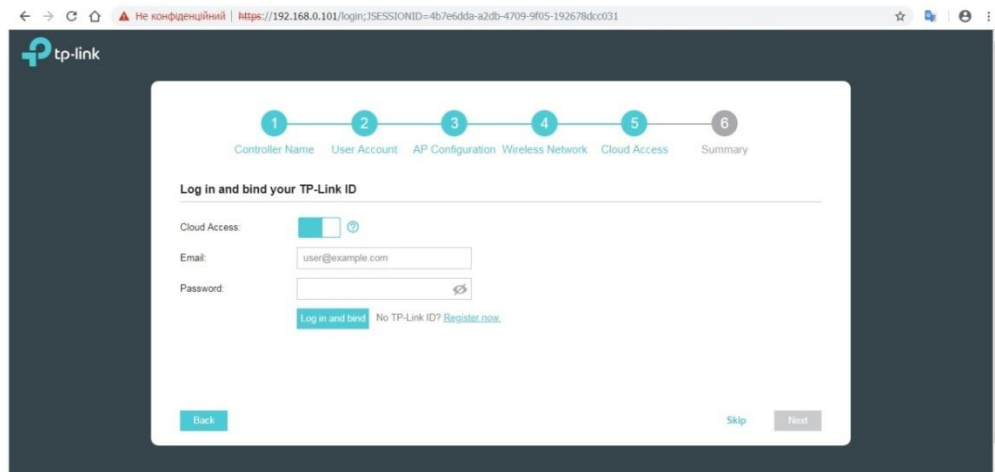 Не конфіденційний | https://192.168.0.101/login;JSESSIONID=4b7e6dda-a2db-4709-9f05-192678dcc031
tp-link
1 2 3 4 5 6
Controller Name User Account AP Configuration Wireless Network Cloud Access Summary
Log in and bind your TP-Link ID
Cloud Access:
Email: user@example.com
Password:
Log in and bind No TP-Link ID? Register now.
Back Skip Next